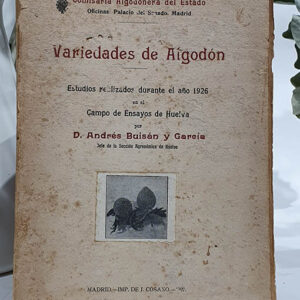 Comisaría Algodonera del Estado
Oficinas: Palacio del Senado. Madrid
Variedades de Algodón
Estudios realizados durante el año 1926
en el
Campo de Ensayos de Huelva
por
D. Andrés Buisán y García
Jefe de la Sección Agronómica de Huelva
MADRID.—IMP. DE J. COSANO.